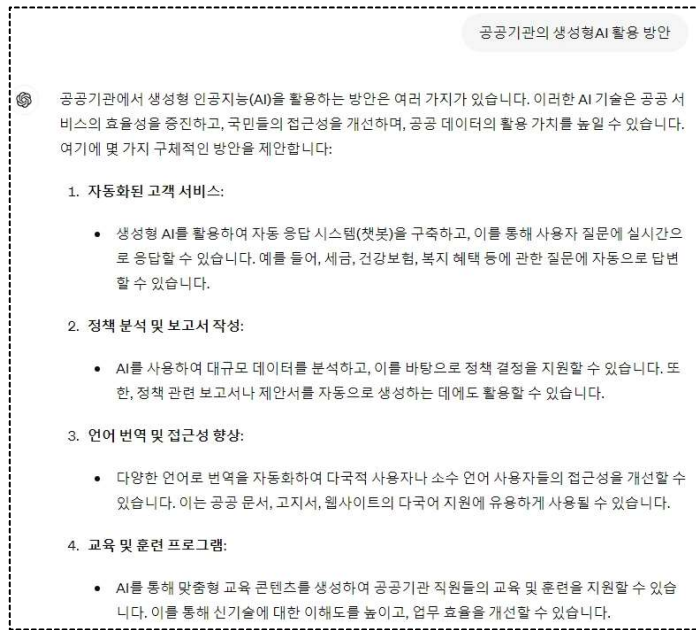 공공기관의 생성형AI 활용 방안
공공기관에서 생성형 인공지능(AI)을 활용하는 방안은 여러 가지가 있습니다. 이러한 AI 기술은 공공 서
비스의 효율성을 증진하고, 국민들의 접근성을 개선하며, 공공 데이터의 활용 가치를 높일 수 있습니다.
여기에 몇 가지 구체적인 방안을 제안합니다:
1. 자동화된 고객 서비스:
• 생성형 AI를 활용하여 자동 응답 시스템(챗봇)을 구축하고, 이를 통해 사용자 질문에 실시간으
로 응답할 수 있습니다. 예를 들어, 세금, 건강보험, 복지 혜택 등에 관한 질문에 자동으로 답변
할 수 있습니다.
2. 정책 분석 및 보고서 작성:
• AI를 사용하여 대규모 데이터를 분석하고, 이를 바탕으로 정책 결정을 지원할 수 있습니다. 또
한, 정책 관련 보고서나 제안서를 자동으로 생성하는 데에도 활용할 수 있습니다.
3. 언어 번역 및 접근성 향상:
• 다양한 언어로 번역을 자동화하여 다국적 사용자나 소수 언어 사용자들의 접근성을 개선할 수
있습니다. 이는 공공 문서, 고지서, 웹사이트의 다국어 지원에 유용하게 사용될 수 있습니다.
4. 교육 및 훈련 프로그램:
• AI를 통해 맞춤형 교육 콘텐츠를 생성하여 공공기관 직원들의 교육 및 훈련을 지원할 수 있습
니다. 이를 통해 신기술에 대한 이해도를 높이고, 업무 효율을 개선할 수 있습니다.